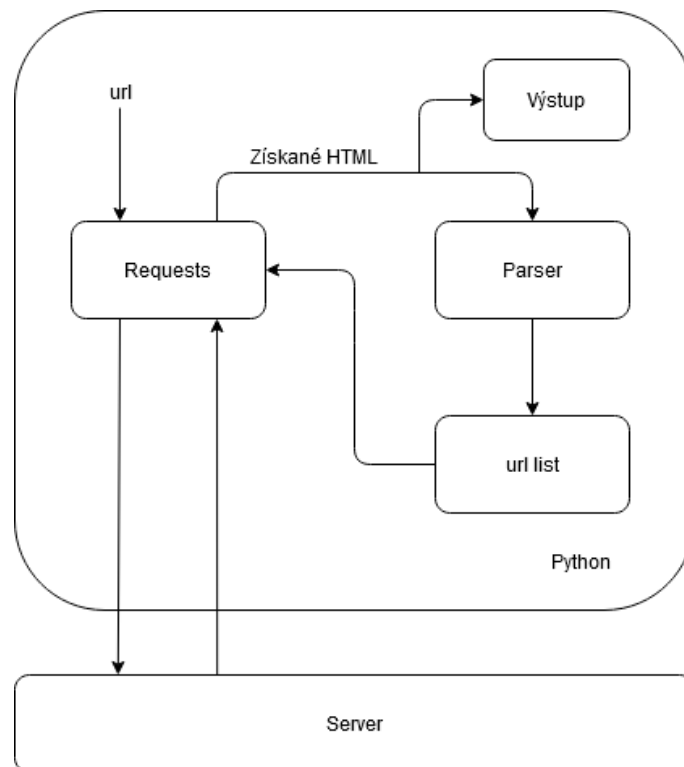 url
Výstup
Získané HTML
Requests
Parser
url list
Python
Server